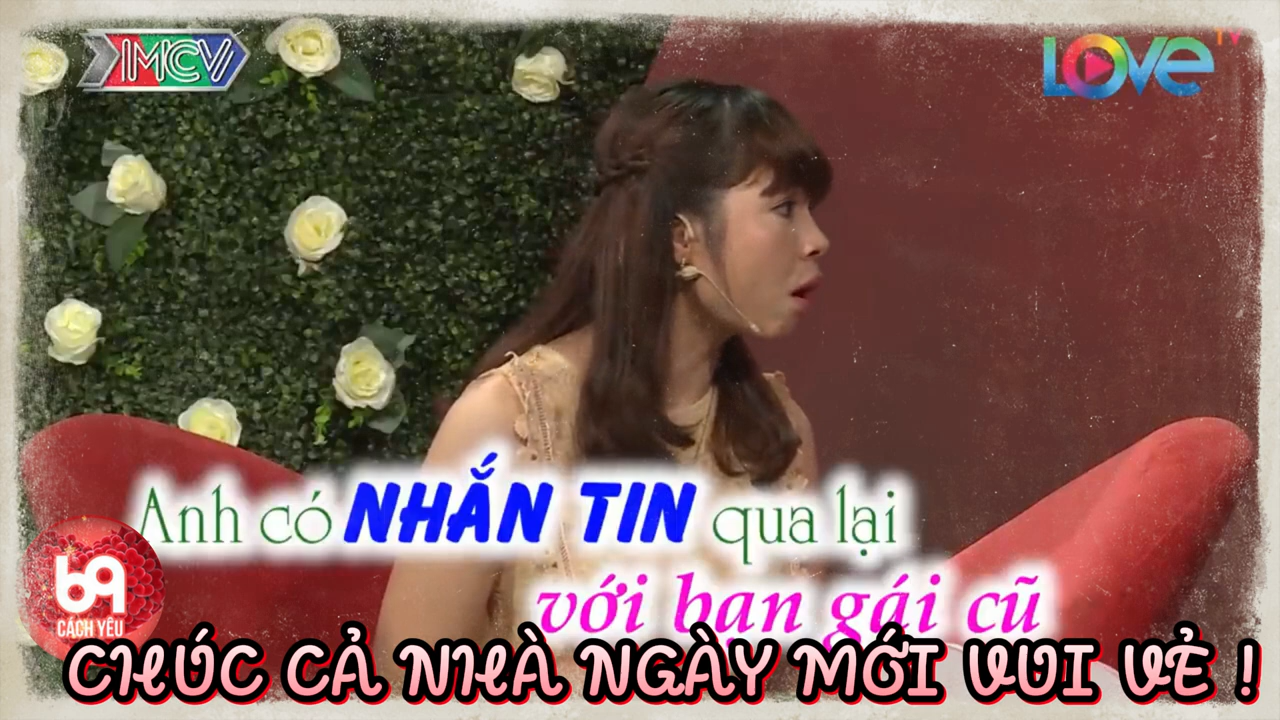 MCV
LOVE TV
Anh có NHẮN TIN qua lại
với bạn gái cũ
69
CÁCH YÊU
CHÚC CẢ NHÀ NGÀY MỚI VUI VẺ !